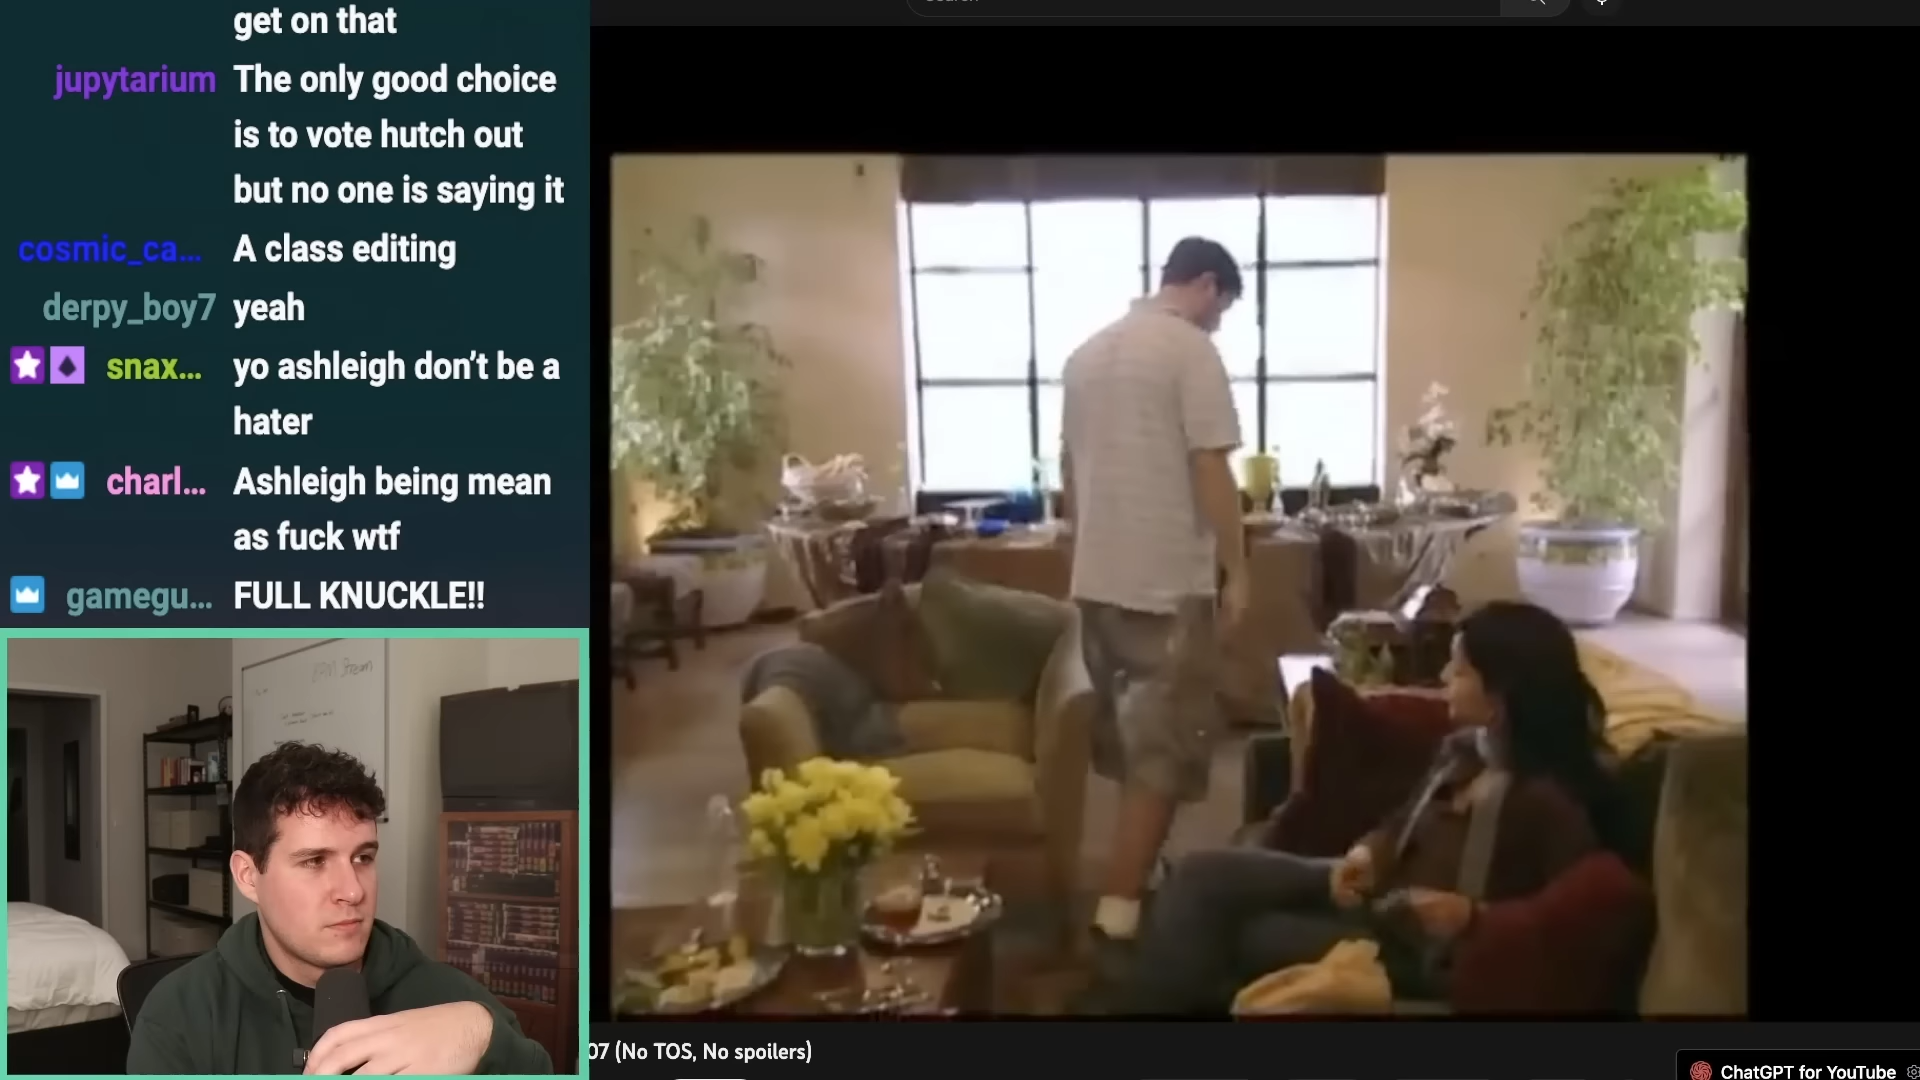 get on that
jupytarium The only good choice
is to vote hutch out
but no one is saying it
cosmic_ca... A class editing
derpy_boy7 yeah
snax... yo ashleigh don't be a
hater
charl... Ashleigh being mean
as fuck wtf
gamegu... FULL KNUCKLE!!
07 (No TOS, No spoilers)
ChatGPT for YouTube